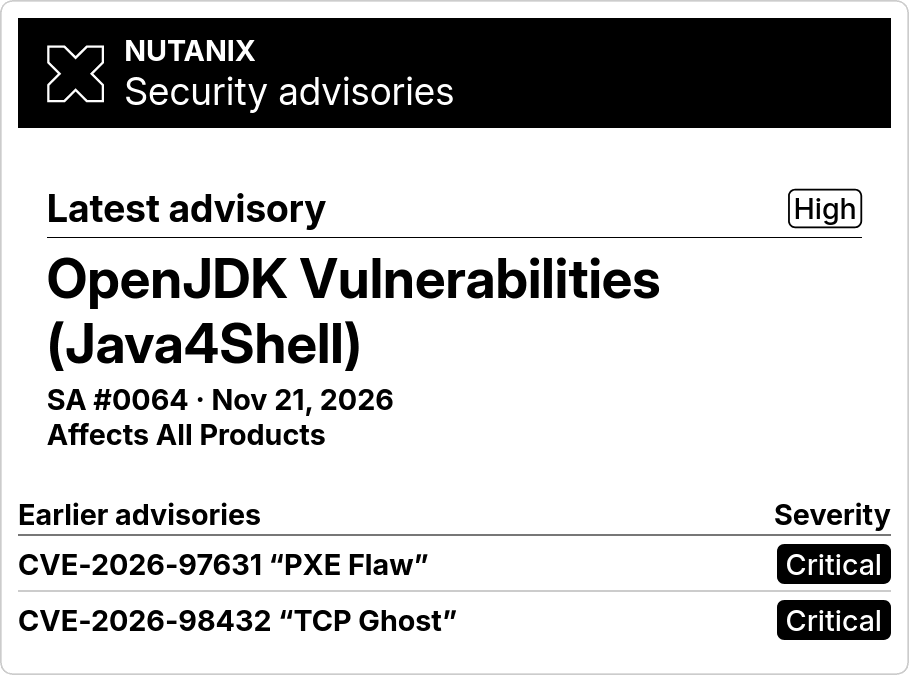 NUTANIX
Security advisories
Latest advisory
High
OpenJDK Vulnerabilities
(Java4Shell)
SA #0064 · Nov 21, 2026
Affects All Products
Earlier advisories
Severity
CVE-2026-97631 “PXE Flaw”
Critical
CVE-2026-98432 “TCP Ghost”
Critical